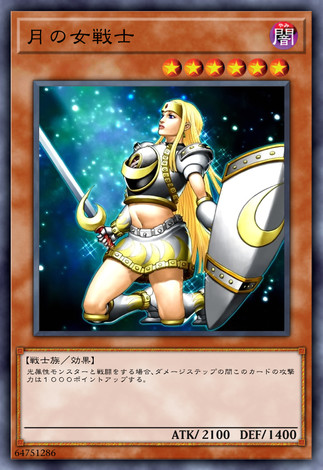 月の女戦士
やみ
闇
【戦士族／効果】
光属性モンスターと戦闘をする場合、ダメージステップの間このカードの攻撃
力は１０００ポイントアップする。
ATK/ 2100 DEF/1400
64751286